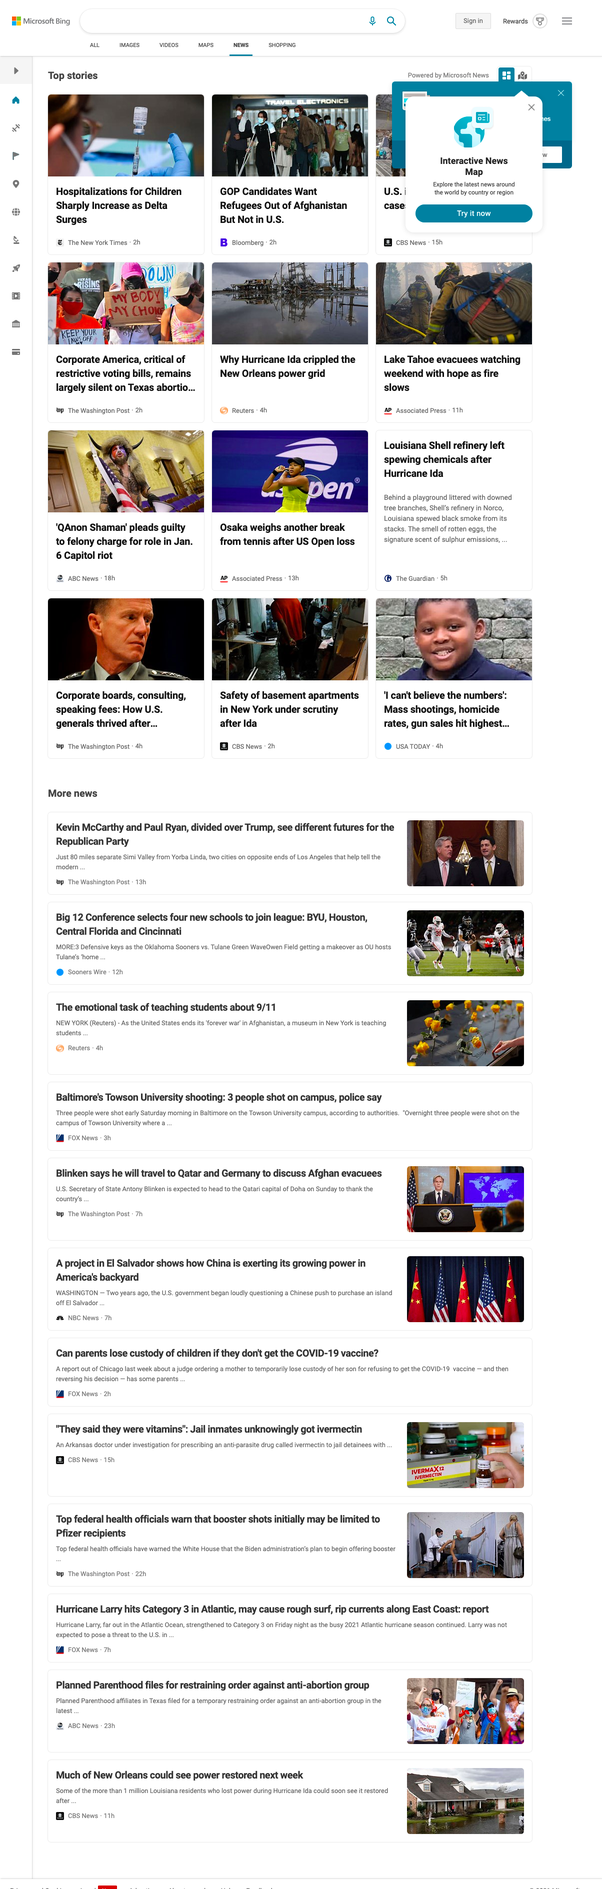 Microsoft Bing
Sign in
Rewards
ALL
IMAGES
VIDEOS
MAPS
NEWS
SHOPPING
Top stories
Powered by Microsoft News
Interactive News
Map
Explore the latest news around
the world by country or region
Try it now
TRAVEL ELECTRONICS
Hospitalizations for Children
Sharply Increase as Delta
Surges
The New York Times · 2h
GOP Candidates Want
Refugees Out of Afghanistan
But Not in U.S.
Bloomberg · 2h
U.S.
case
CBS News · 15h
MY BODY
MY CHOI
KEEP YOUR
Corporate America, critical of
restrictive voting bills, remains
largely silent on Texas abortio...
The Washington Post · 2h
Why Hurricane Ida crippled the
New Orleans power grid
Reuters · 4h
Lake Tahoe evacuees watching
weekend with hope as fire
slows
Associated Press · 11h
'QAnon Shaman' pleads guilty
to felony charge for role in Jan.
6 Capitol riot
ABC News · 18h
Osaka weighs another break
from tennis after US Open loss
Associated Press · 13h
Louisiana Shell refinery left
spewing chemicals after
Hurricane Ida
Behind a playground littered with downed
tree branches, Shell's refinery in Norco,
Louisiana spewed black smoke from its
stacks. The smell of rotten eggs, the
signature scent of sulphur emissions, ...
The Guardian · 5h
Corporate boards, consulting,
speaking fees: How U.S.
generals thrived after...
The Washington Post · 4h
Safety of basement apartments
in New York under scrutiny
after Ida
CBS News · 2h
'I can't believe the numbers':
Mass shootings, homicide
rates, gun sales hit highest...
USA TODAY · 4h
More news
Kevin McCarthy and Paul Ryan, divided over Trump, see different futures for the
Republican Party
Just 80 miles separate Simi Valley from Yorba Linda, two cities on opposite ends of Los Angeles that help tell the
modern ...
The Washington Post · 13h
Big 12 Conference selects four new schools to join league: BYU, Houston,
Central Florida and Cincinnati
MORE:3 Defensive keys as the Oklahoma Sooners vs. Tulane Green WaveOwen Field getting a makeover as OU hosts
Tulane's 'home ...
Sooners Wire · 12h
The emotional task of teaching students about 9/11
NEW YORK (Reuters) - As the United States ends its 'forever war' in Afghanistan, a museum in New York is teaching
students ...
Reuters · 4h
Baltimore's Towson University shooting: 3 people shot on campus, police say
Three people were shot early Saturday morning in Baltimore on the Towson University campus, according to authorities. "Overnight three people were shot on the
campus of Towson University where a ...
FOX News · 3h
Blinken says he will travel to Qatar and Germany to discuss Afghan evacuees
U.S. Secretary of State Antony Blinken is expected to head to the Qatari capital of Doha on Sunday to thank the
country's ...
The Washington Post · 7h
A project in El Salvador shows how China is exerting its growing power in
America's backyard
WASHINGTON — Two years ago, the U.S. government began loudly questioning a Chinese push to purchase an island
off El Salvador ...
NBC News · 7h
Can parents lose custody of children if they don't get the COVID-19 vaccine?
A report out of Chicago last week about a judge ordering a mother to temporarily lose custody of her son for refusing to get the COVID-19 vaccine — and then
reversing his decision — has some parents ...
FOX News · 2h
"They said they were vitamins": Jail inmates unknowingly got ivermectin
An Arkansas doctor under investigation for prescribing an anti-parasite drug called ivermectin to jail detainees with ...
CBS News · 15h
IVERMAX 12
IVERMECTIN
Top federal health officials warn that booster shots initially may be limited to
Pfizer recipients
Top federal health officials have warned the White House that the Biden administration's plan to begin offering booster
...
The Washington Post · 22h
Hurricane Larry hits Category 3 in Atlantic, may cause rough surf, rip currents along East Coast: report
Hurricane Larry, far out in the Atlantic Ocean, strengthened to Category 3 on Friday night as the busy 2021 Atlantic hurricane season continued. Larry was not
expected to pose a threat to the U.S. in ...
FOX News · 7h
Planned Parenthood files for restraining order against anti-abortion group
Planned Parenthood affiliates in Texas filed for a temporary restraining order against an anti-abortion group in the
latest ...
ABC News · 23h
Much of New Orleans could see power restored next week
Some of the more than 1 million Louisiana residents who lost power during Hurricane Ida could soon see it restored
after ...
CBS News · 11h